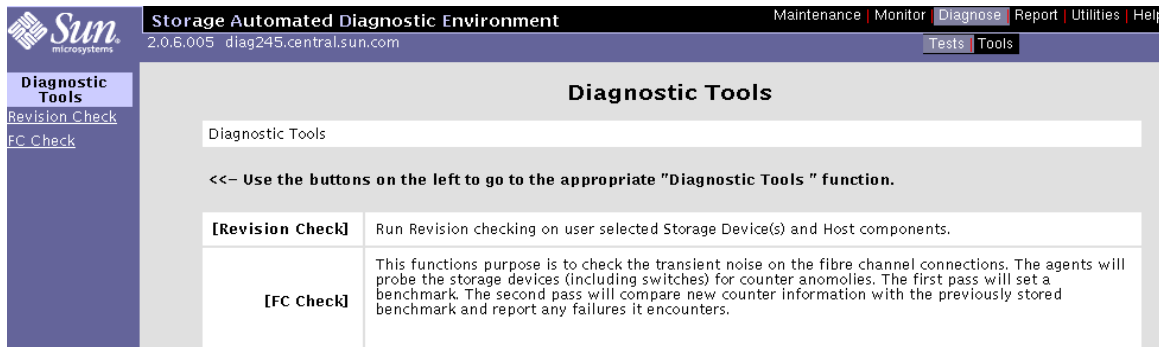 Sun
microsystems
Storage Automated Diagnostic Environment
Maintenance | Monitor | Diagnose | Report | Utilities | Help
2.0.6.005 diag245.central.sun.com
Tests | Tools
Diagnostic
Tools
Revision Check
FC Check
Diagnostic Tools
Diagnostic Tools
<<– Use the buttons on the left to go to the appropriate "Diagnostic Tools " function.
[Revision Check]
Run Revision checking on user selected Storage Device(s) and Host components.
[FC Check]
This functions purpose is to check the transient noise on the fibre channel connections. The agents will
probe the storage devices (including switches) for counter anomolies. The first pass will set a
benchmark. The second pass will compare new counter information with the previously stored
benchmark and report any failures it encounters.